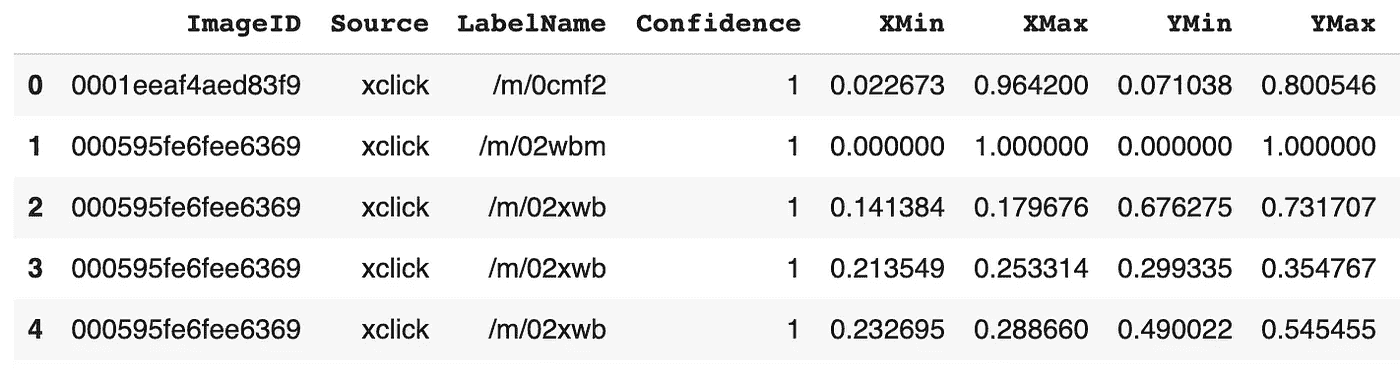 ImageID Source LabelName Confidence XMin XMax YMin YMax
0 0001eeaf4aed83f9 xclick /m/0cmf2 1 0.022673 0.964200 0.071038 0.800546
1 000595fe6fee6369 xclick /m/02wbm 1 0.000000 1.000000 0.000000 1.000000
2 000595fe6fee6369 xclick /m/02xwb 1 0.141384 0.179676 0.676275 0.731707
3 000595fe6fee6369 xclick /m/02xwb 1 0.213549 0.253314 0.299335 0.354767
4 000595fe6fee6369 xclick /m/02xwb 1 0.232695 0.288660 0.490022 0.545455